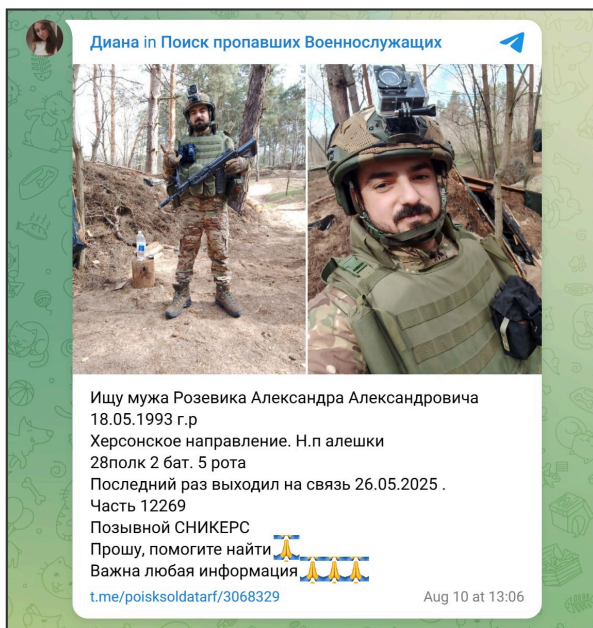 Диана in Поиск пропавших Военнослужащих
Ищу мужа Розевика Александра Александровича
18.05.1993 г.р
Херсонское направление. Н.п алешки
28полк 2 бат. 5 рота
Последний раз выходил на связь 26.05.2025 .
Часть 12269
Позывной СНИКЕРС
Прошу, помогите найти🙏
Важна любая информация🙏🙏🙏
t.me/poisksoldatarf/3068329 Aug 10 at 13:06